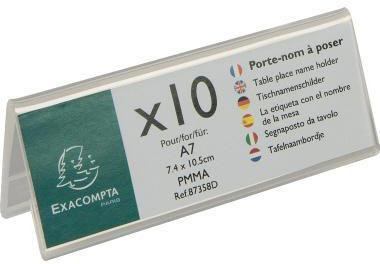 EXACOMPTA
PARIS
x10
Pour/for/für:
A7
7.4 x 10.5cm
PMMA
Ref.87358D
Porte-nom à poser
Table place name holder
Tischnamenschilder
La etiqueta con el nombre
de la mesa
Segnaposto da tavolo
Tafelnaambordje